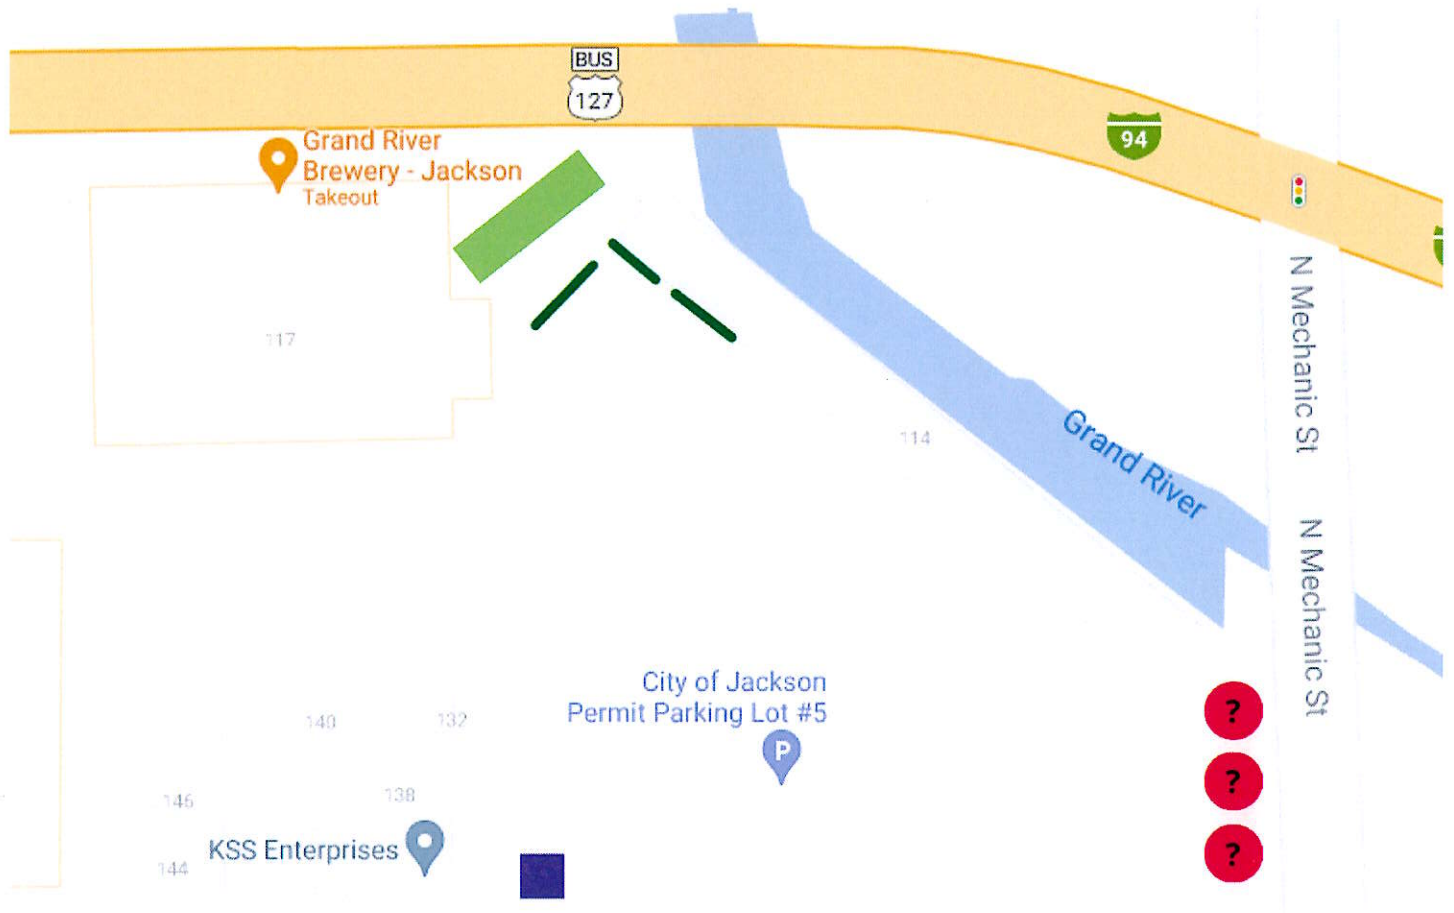 BUS
127
94
Grand River
Brewery - Jackson
Takeout
N Mechanic St
117
Grand River
114
N Mechanic St
City of Jackson
Permit Parking Lot #5
P
140
132
?
?
?
146
138
KSS Enterprises
144